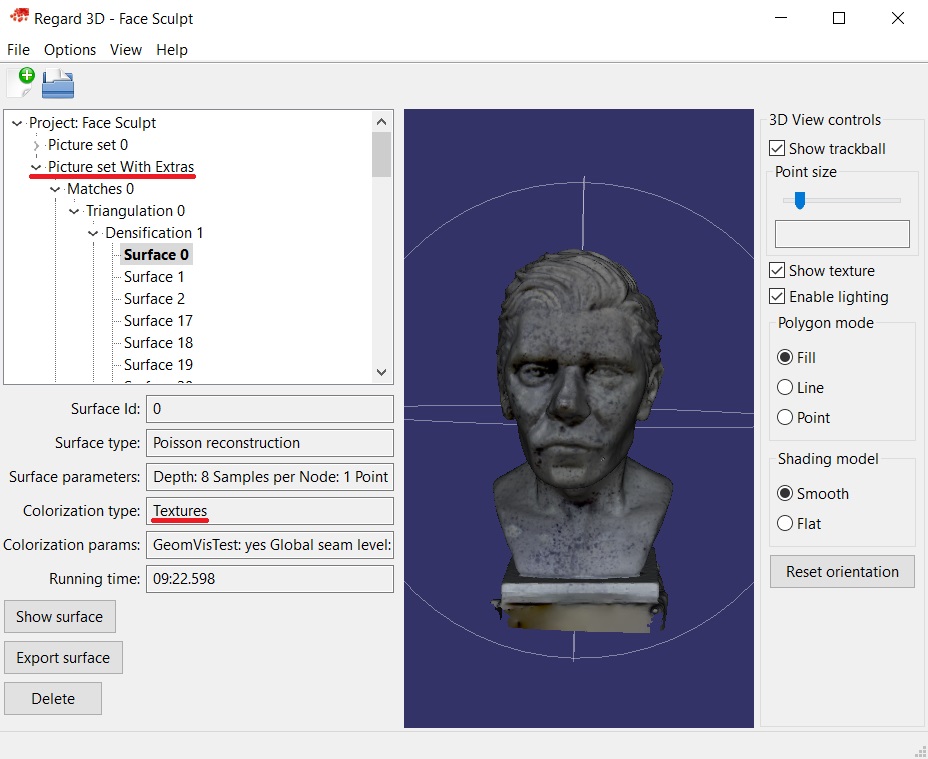 Regard 3D - Face Sculpt
File Options View Help
Project: Face Sculpt
Picture set 0
Picture set With Extras
Matches 0
Triangulation 0
Densification 1
Surface 0
Surface 1
Surface 2
Surface 17
Surface 18
Surface 19
Surface Id: 0
Surface type: Poisson reconstruction
Surface parameters: Depth: 8 Samples per Node: 1 Point
Colorization type: Textures
Colorization params: GeomVisTest: yes Global seam level:
Running time: 09:22.598
Show surface
Export surface
Delete
3D View controls
Show trackball
Point size
Show texture
Enable lighting
Polygon mode
Fill
Line
Point
Shading model
Smooth
Flat
Reset orientation